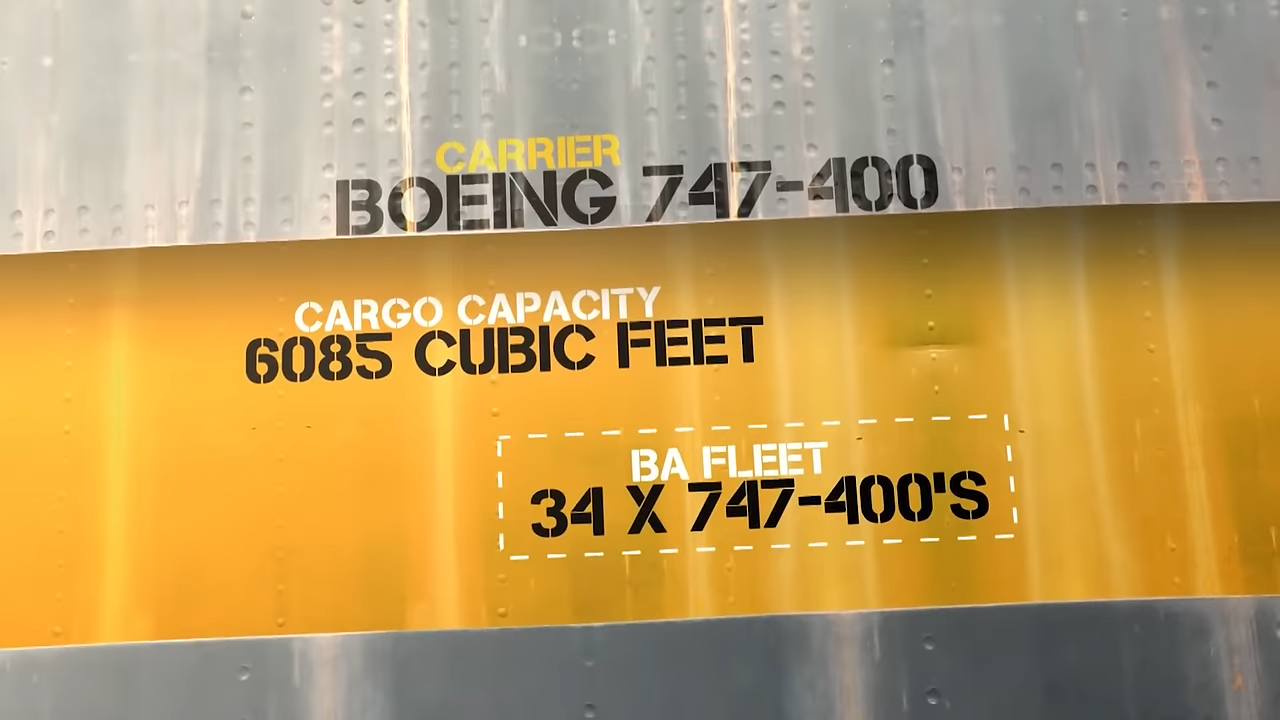 CARRIER
BOEING 747-400
CARGO CAPACITY
6085 CUBIC FEET
BA FLEET
34 X 747-400'S